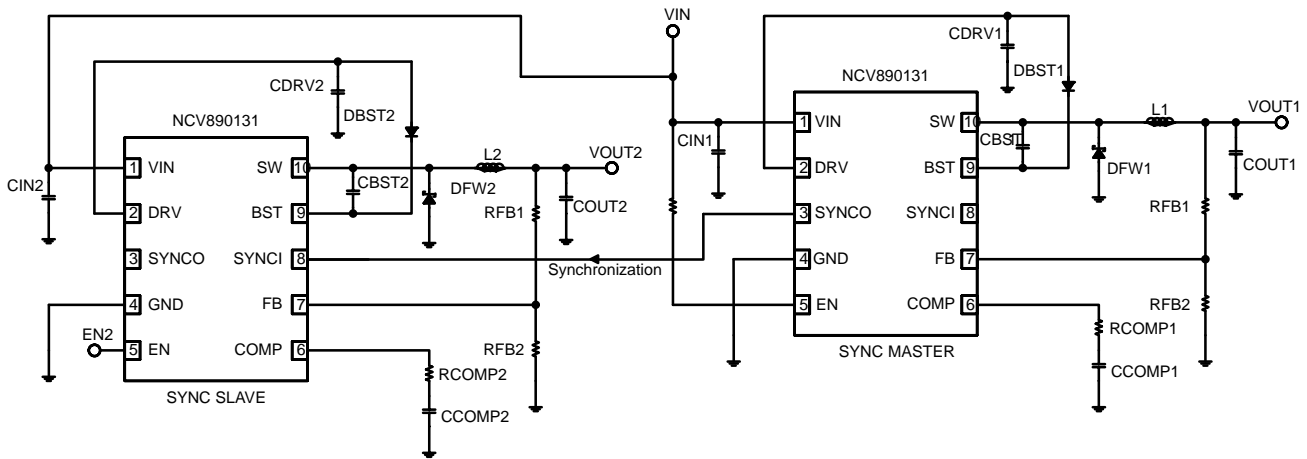 VIN
CDRV1
DBST1
NCV890131
1 VIN
2 DRV
3 SYNCO
4 GND
5 EN
SW 10
BST 9
SYNCI 8
FB 7
COMP 6
SYNC MASTER
CIN1
CBST1
DFW1
L1
VOUT1
COUT1
RFB1
RFB2
RCOMP1
CCOMP1
CDRV2
DBST2
NCV890131
1 VIN
2 DRV
3 SYNCO
4 GND
5 EN
SW 10
BST 9
SYNCI 8
FB 7
COMP 6
SYNC SLAVE
CIN2
EN2
CBST2
DFW2
L2
VOUT2
COUT2
RFB1
RFB2
RCOMP2
CCOMP2
Synchronization